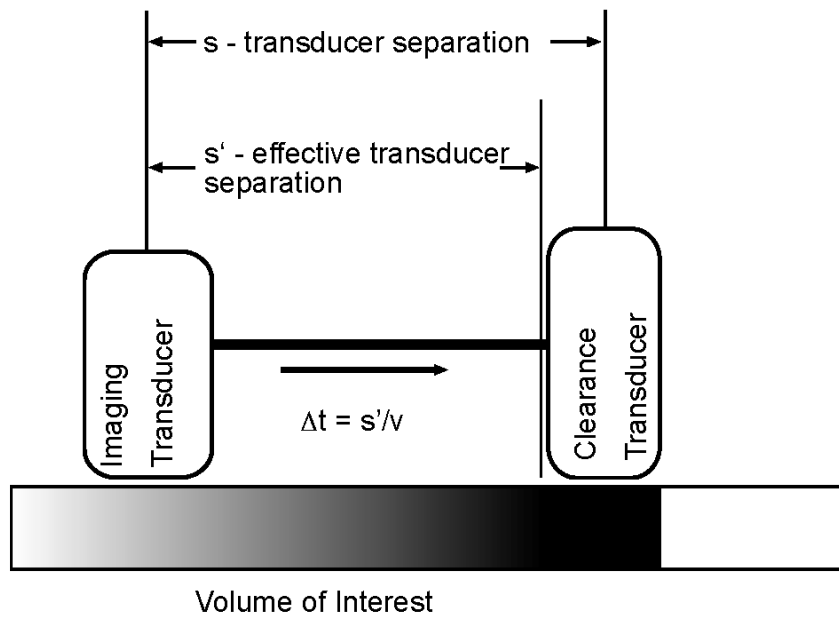 s - transducer separation
s‘ - effective transducer
separation
Imaging
Transducer
Δt = s’/v
Clearance
Transducer
Volume of Interest